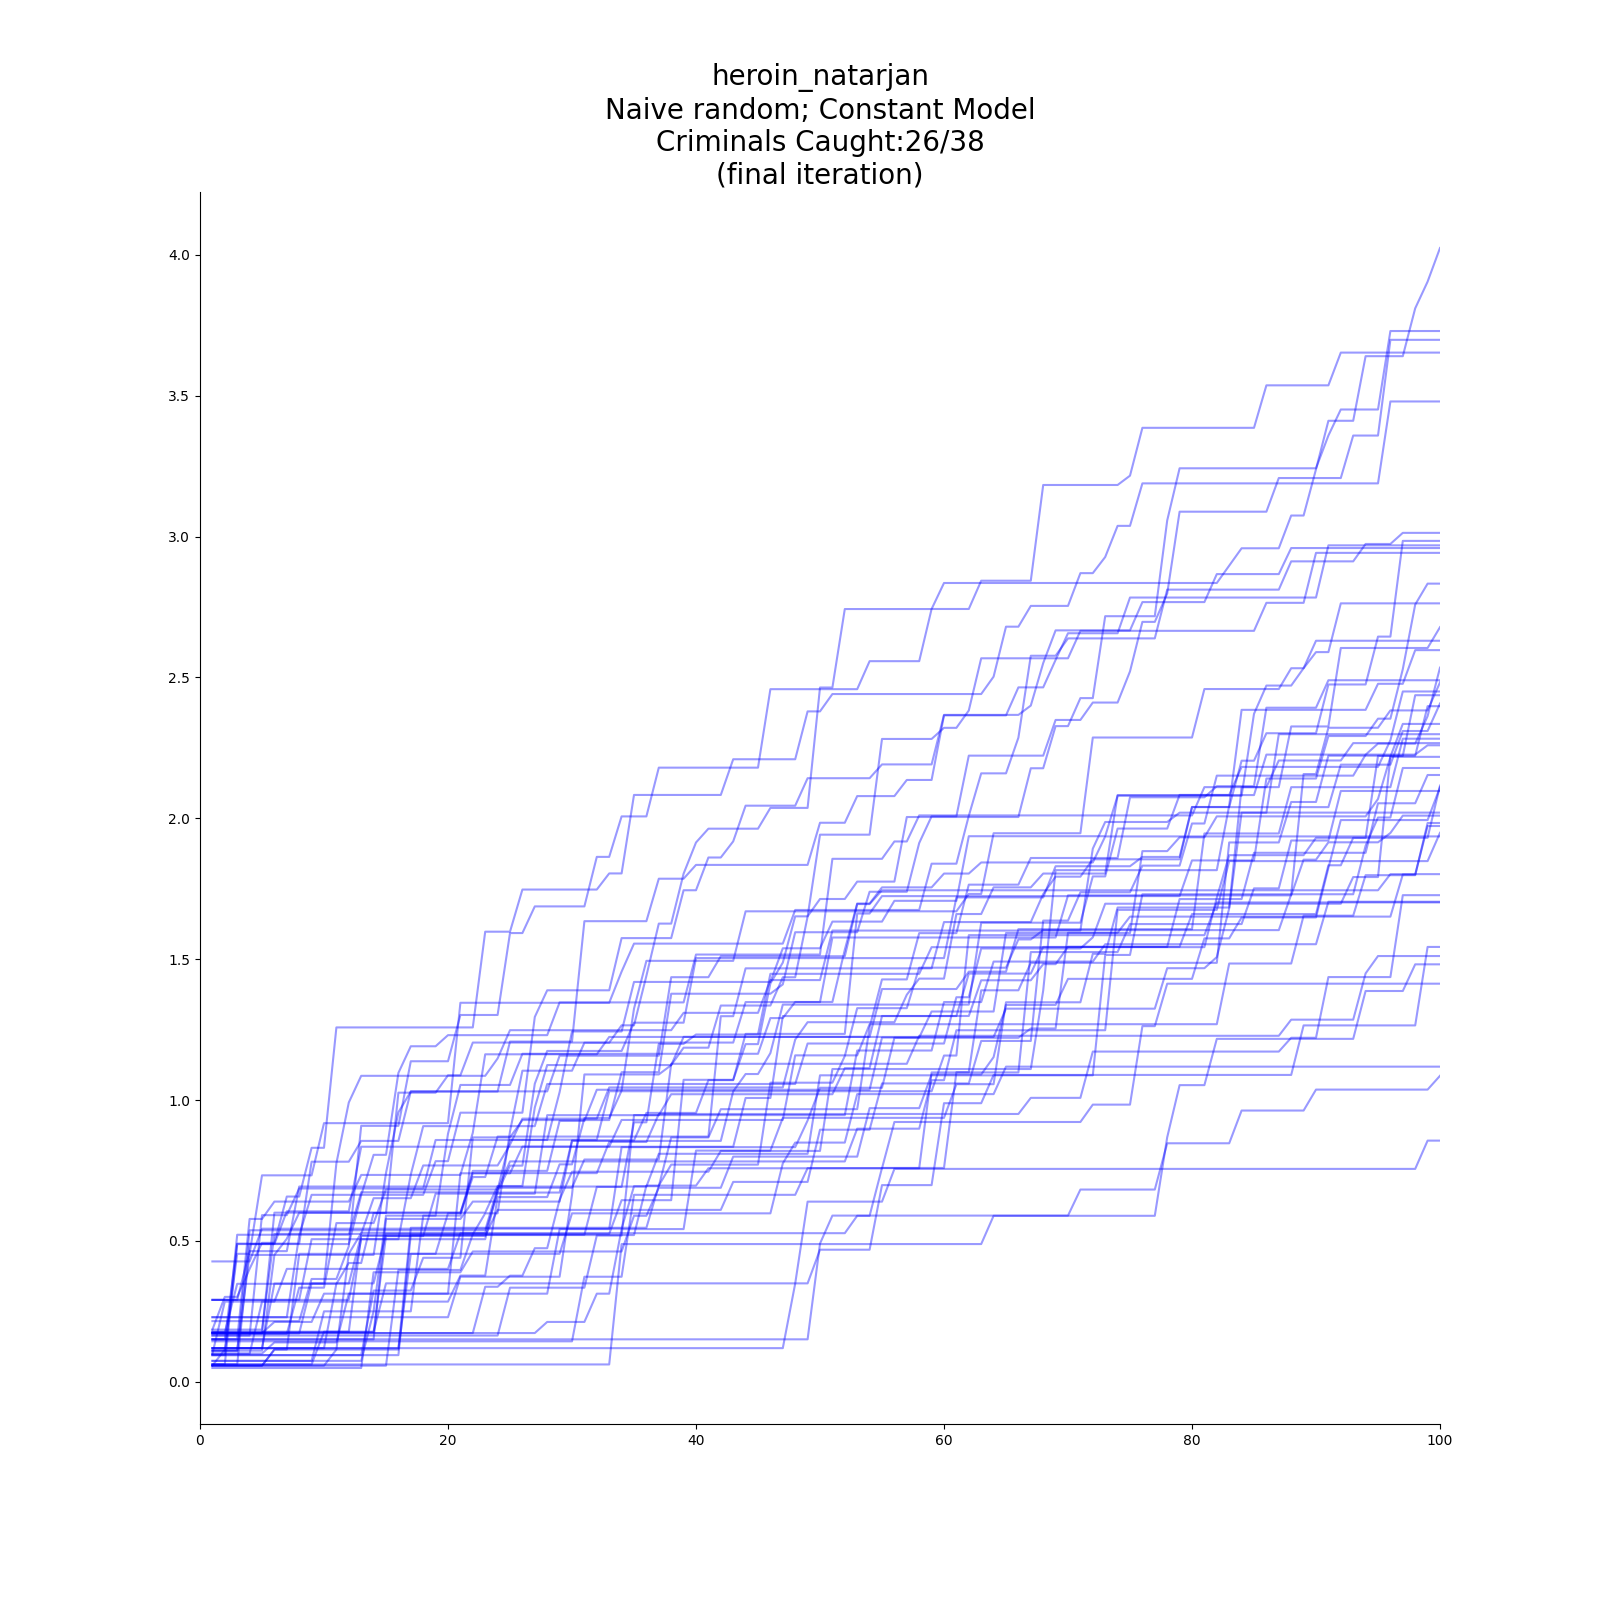 heroin_natarjan
Naive random; Constant Model
Criminals Caught:26/38
(final iteration)
4.0
3.5
3.0
2.5
2.0
1.5
1.0
0.5
0.0
0 20 40 60 80 100